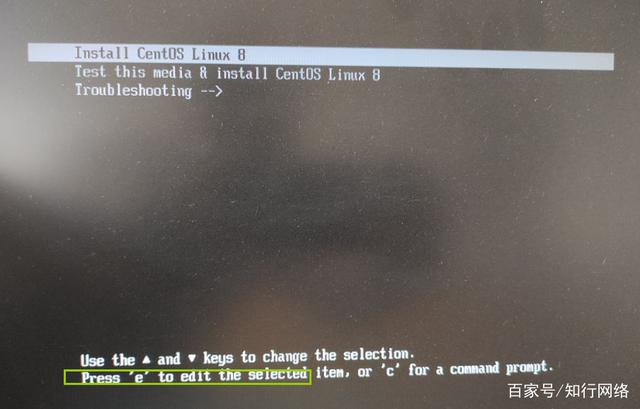 Install CentOS Linux 8
Test this media & install CentOS Linux 8
Troubleshooting -->
Use the ▲ and ▼ keys to change the selection.
Press 'e' to edit the selected item, or 'c' for a command prompt.
百家号/知行网络